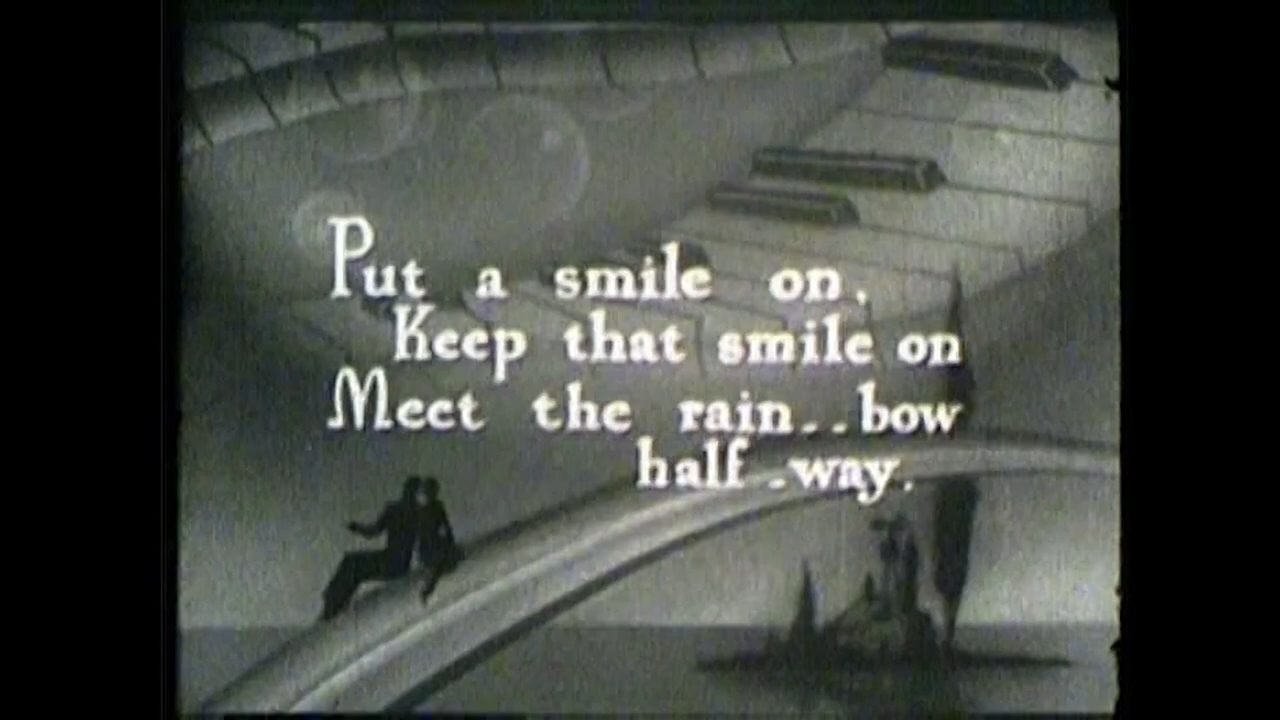 Put a smile on.
Keep that smile on
Meet the rain..bow
half-way.